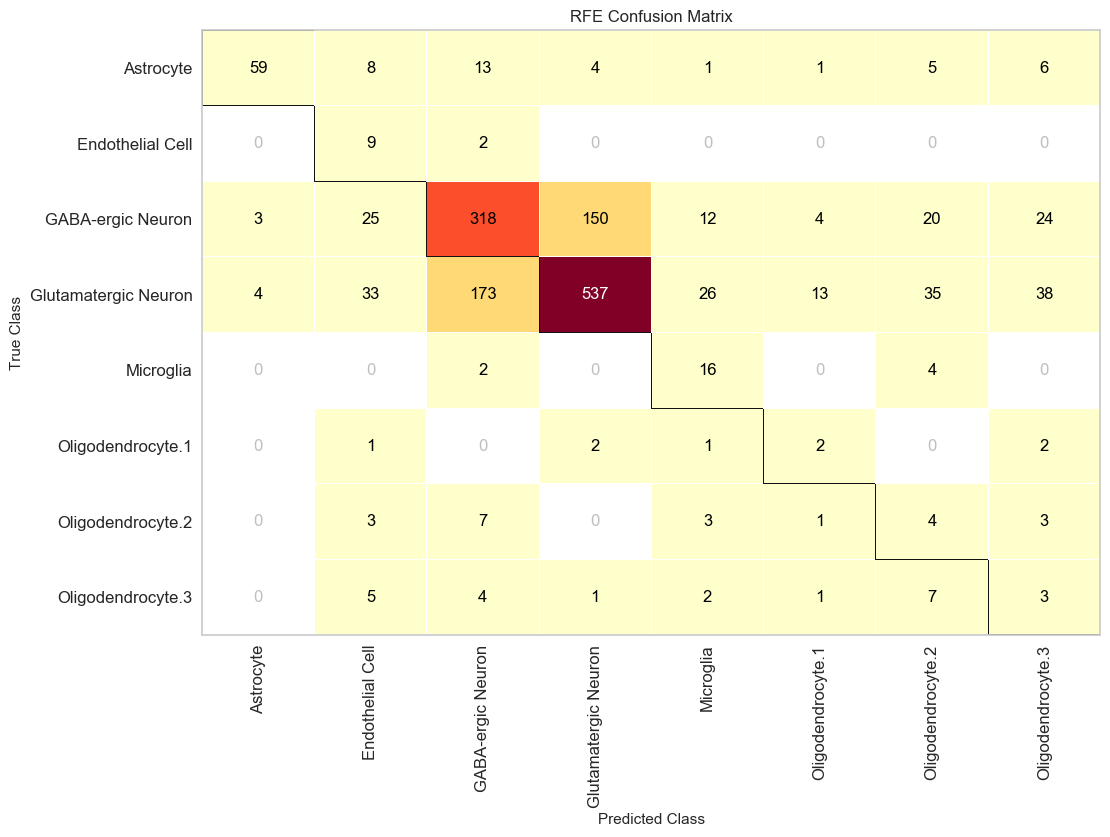 RFE Confusion Matrix
True Class
Astrocyte 59 8 13 4 1 1 5 6
Endothelial Cell 0 9 2 0 0 0 0 0
GABA-ergic Neuron 3 25 318 150 12 4 20 24
Glutamatergic Neuron 4 33 173 537 26 13 35 38
Microglia 0 0 2 0 16 0 4 0
Oligodendrocyte.1 0 1 0 2 1 2 0 2
Oligodendrocyte.2 0 3 7 0 3 1 4 3
Oligodendrocyte.3 0 5 4 1 2 1 7 3
Astrocyte
Endothelial Cell
GABA-ergic Neuron
Glutamatergic Neuron
Microglia
Oligodendrocyte.1
Oligodendrocyte.2
Oligodendrocyte.3
Predicted Class